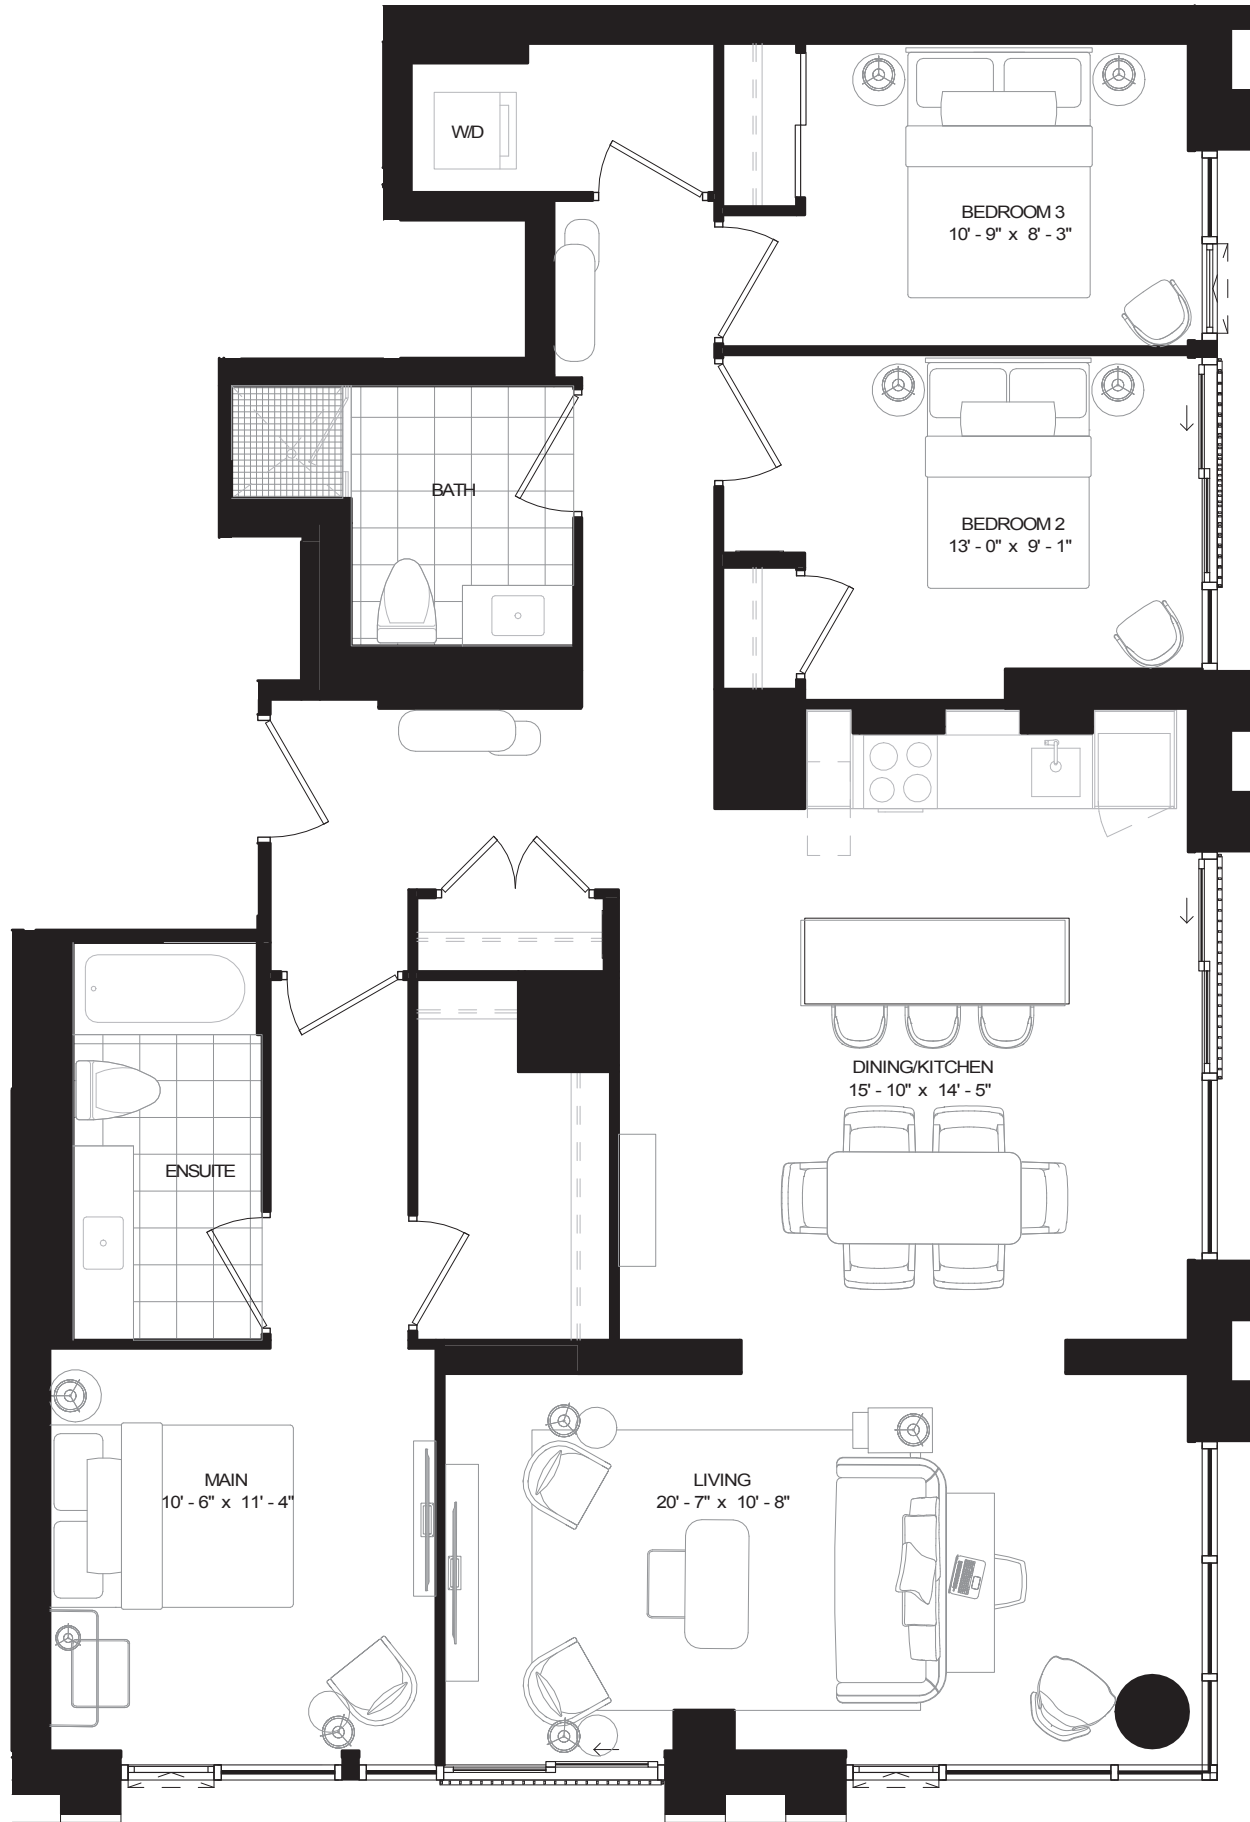 W/D
BEDROOM 3
10' - 9" x 8' - 3"
BATH
BEDROOM 2
13' - 0" x 9' - 1"
DINING/KITCHEN
15' - 10" x 14' - 5"
ENSUITE
MAIN
10' - 6" x 11' - 4"
LIVING
20' - 7" x 10' - 8"